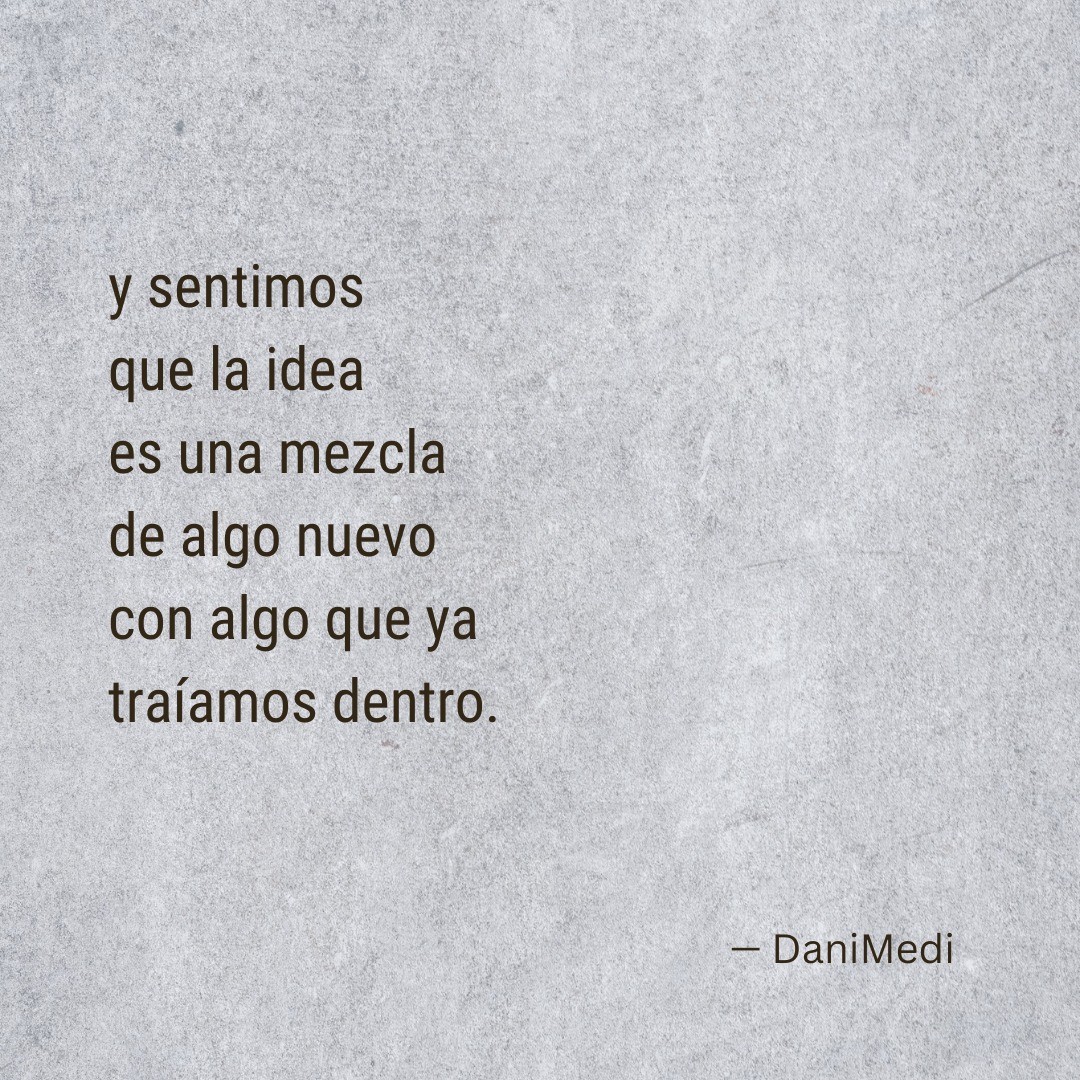 y sentimos
que la idea
es una mezcla
de algo nuevo
con algo que ya
traíamos dentro.
— DaniMedi